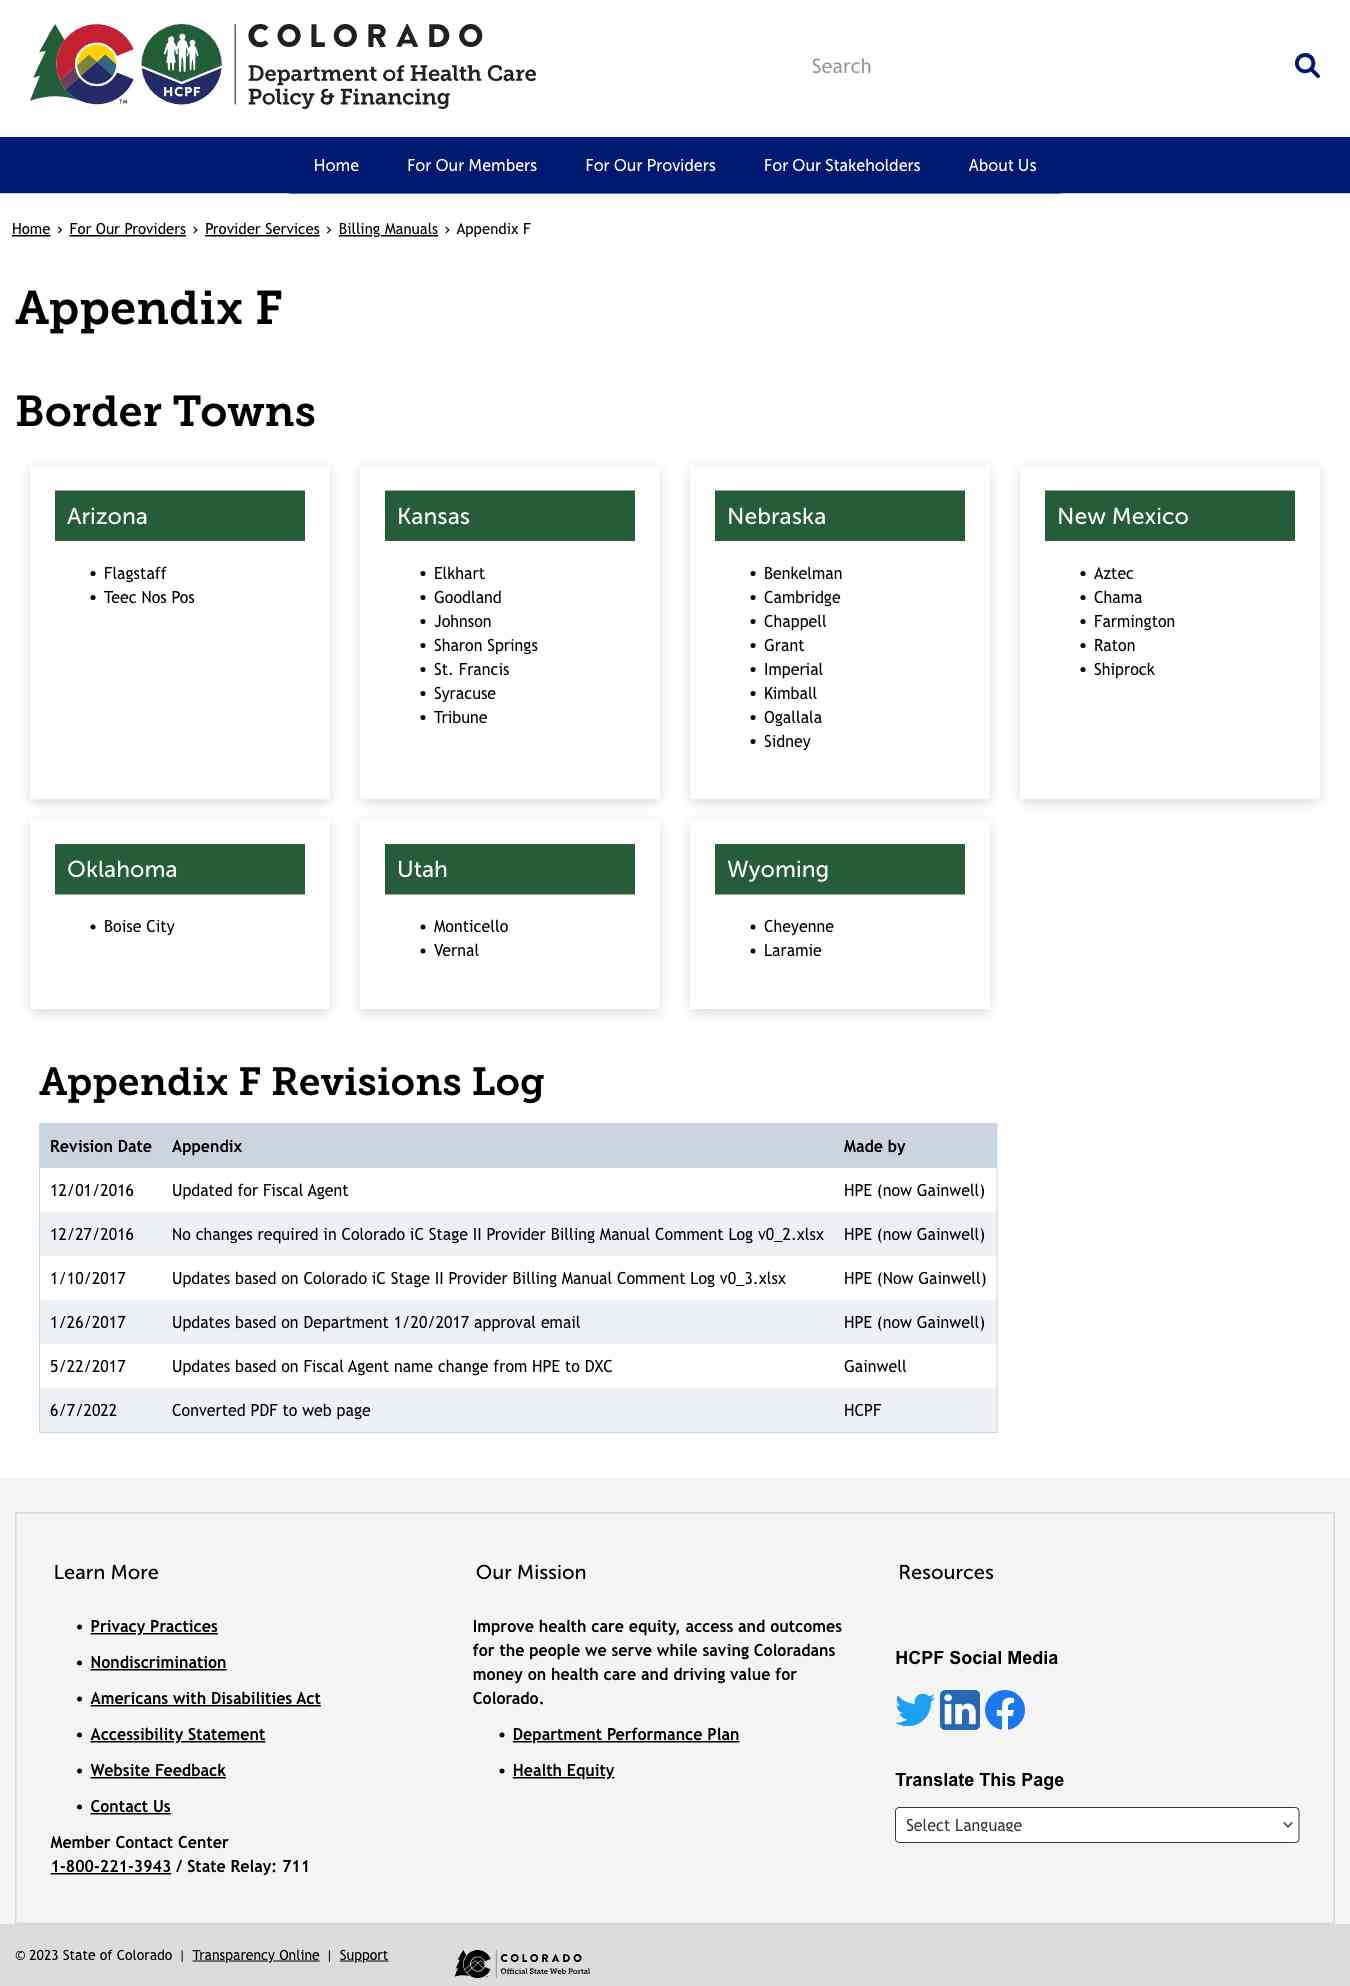 COLORADO
Department of Health Care
Policy & Financing
HCPF
TM
Search
Home
For Our Members
For Our Providers
For Our Stakeholders
About Us
Home › For Our Providers › Provider Services › Billing Manuals › Appendix F
Appendix F
Border Towns
Arizona
• Flagstaff
• Teec Nos Pos
Kansas
• Elkhart
• Goodland
• Johnson
• Sharon Springs
• St. Francis
• Syracuse
• Tribune
Nebraska
• Benkelman
• Cambridge
• Chappell
• Grant
• Imperial
• Kimball
• Ogallala
• Sidney
New Mexico
• Aztec
• Chama
• Farmington
• Raton
• Shiprock
Oklahoma
• Boise City
Utah
• Monticello
• Vernal
Wyoming
• Cheyenne
• Laramie
Appendix F Revisions Log
Revision Date Appendix Made by
12/01/2016 Updated for Fiscal Agent HPE (now Gainwell)
12/27/2016 No changes required in Colorado iC Stage II Provider Billing Manual Comment Log v0_2.xlsx HPE (now Gainwell)
1/10/2017 Updates based on Colorado iC Stage II Provider Billing Manual Comment Log v0_3.xlsx HPE (Now Gainwell)
1/26/2017 Updates based on Department 1/20/2017 approval email HPE (now Gainwell)
5/22/2017 Updates based on Fiscal Agent name change from HPE to DXC Gainwell
6/7/2022 Converted PDF to web page HCPF
Learn More
• Privacy Practices
• Nondiscrimination
• Americans with Disabilities Act
• Accessibility Statement
• Website Feedback
• Contact Us
Member Contact Center
1-800-221-3943 / State Relay: 711
Our Mission
Improve health care equity, access and outcomes
for the people we serve while saving Coloradans
money on health care and driving value for
Colorado.
• Department Performance Plan
• Health Equity
Resources
HCPF Social Media
Translate This Page
Select Language
© 2023 State of Colorado | Transparency Online | Support
COLORADO
Official State Web Portal